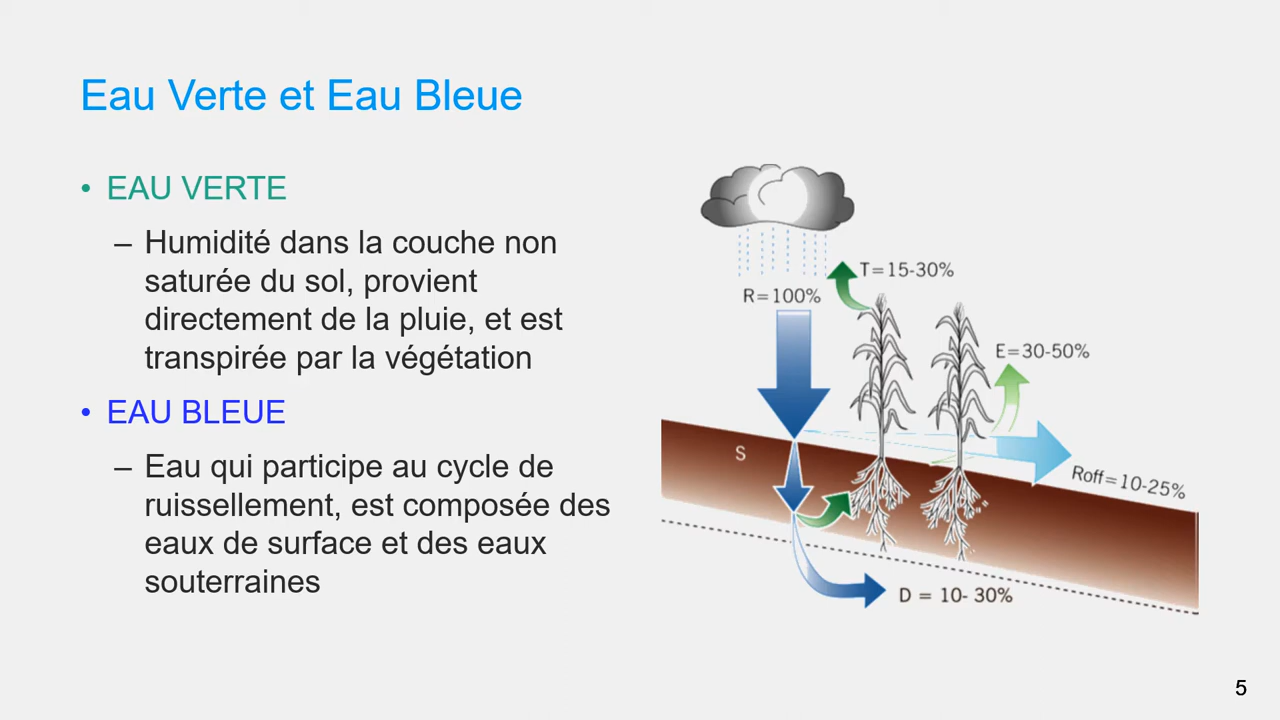 Eau Verte et Eau Bleue
• EAU VERTE
– Humidité dans la couche non
saturée du sol, provient
directement de la pluie, et est
transpirée par la végétation
• EAU BLEUE
– Eau qui participe au cycle de
ruissellement, est composée des
eaux de surface et des eaux
souterraines
T=15-30%
R=100%
E=30-50%
S
Roff=10-25%
D = 10- 30%
5